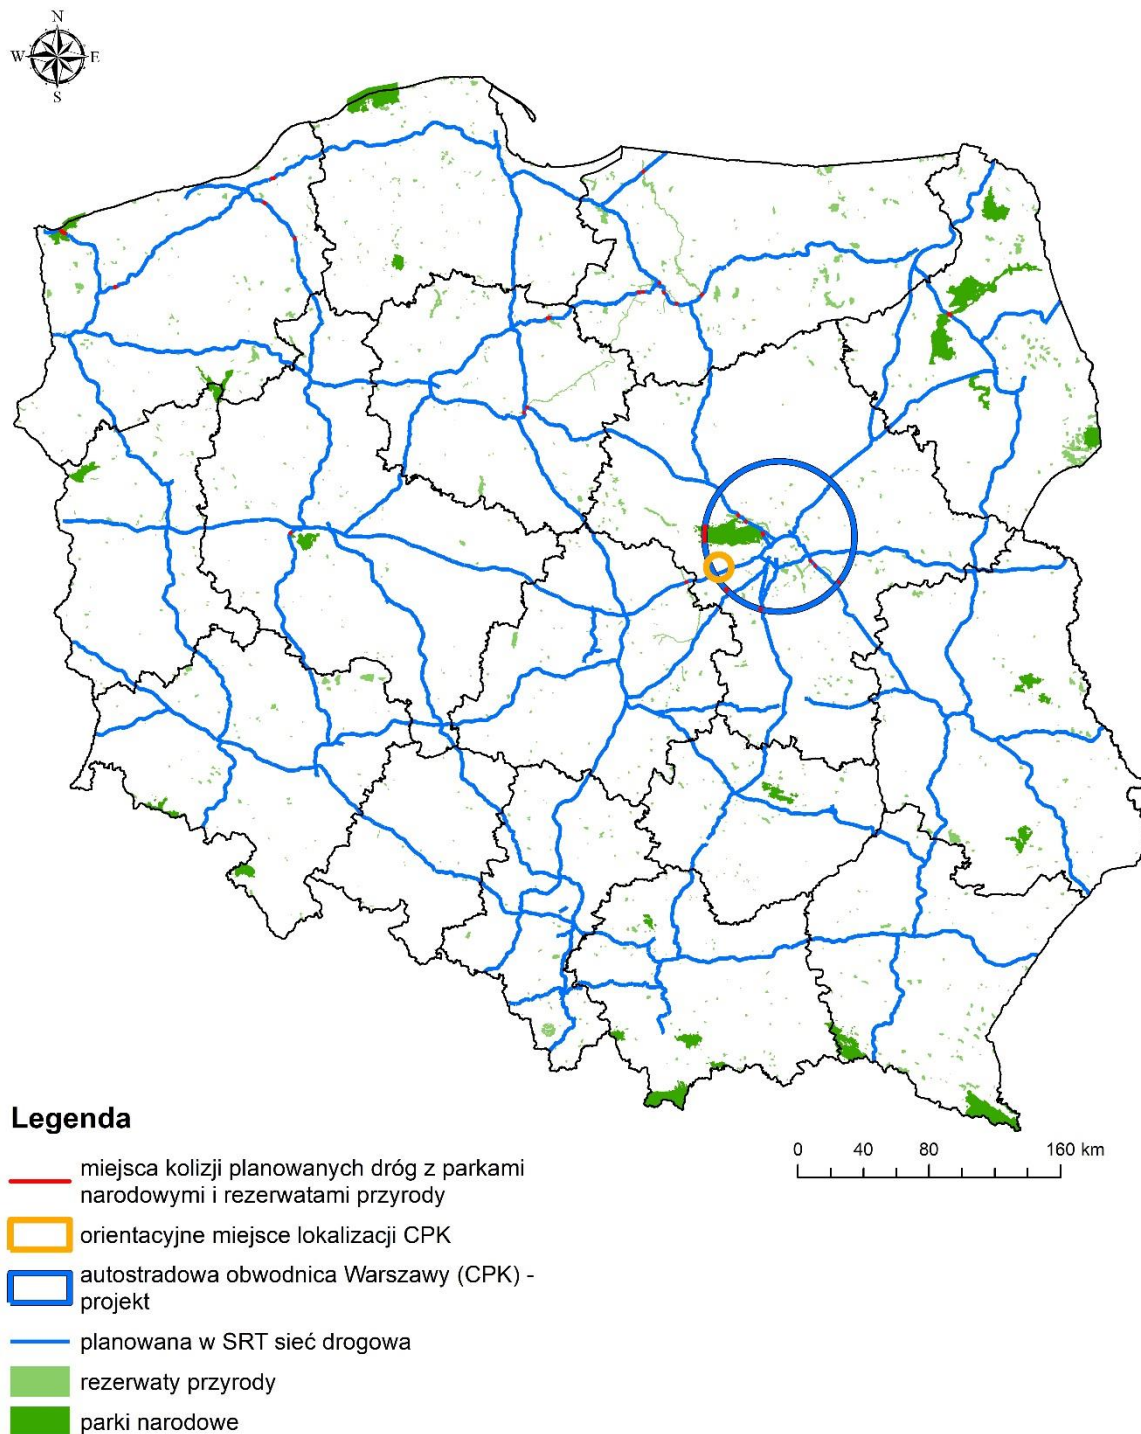 N
W E
S
Legenda
miejsca kolizji planowanych dróg z parkami
narodowymi i rezerwatami przyrody
orientacyjne miejsce lokalizacji CPK
autostradowa obwodnica Warszawy (CPK) -
projekt
planowana w SRT sieć drogowa
rezerwaty przyrody
parki narodowe
0 40 80 160 km